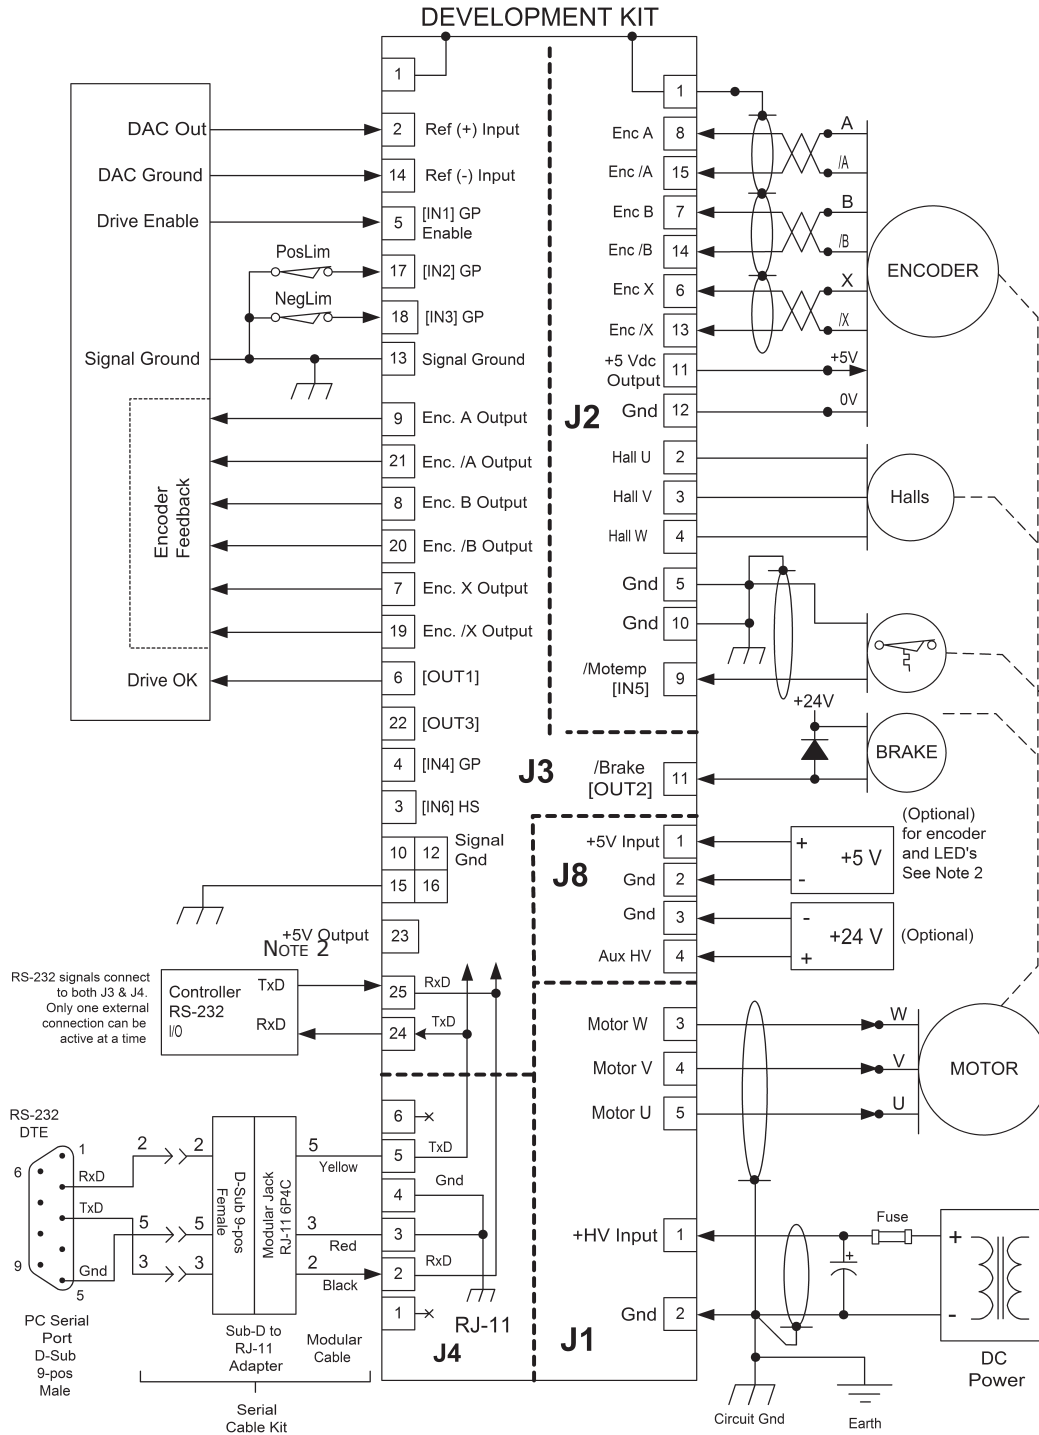 DEVELOPMENT KIT
1
DAC Out
2
Ref (+) Input
DAC Ground
14
Ref (-) Input
Drive Enable
5
[IN1] GP
Enable
PosLim
17
[IN2] GP
NegLim
18
[IN3] GP
Signal Ground
13
Signal Ground
Encoder
Feedback
9
Enc. A Output
21
Enc. /A Output
8
Enc. B Output
20
Enc. /B Output
7
Enc. X Output
19
Enc. /X Output
Drive OK
6
[OUT1]
22
[OUT3]
4
[IN4] GP
3
[IN6] HS
10
12
15
16
Signal
Gnd
+5V Output
23
NOTE 2
J3
RS-232 signals connect
to both J3 & J4.
Only one external
connection can be
active at a time
Controller
RS-232
I/O
TxD
RxD
25
RxD
24
TxD
RS-232
DTE
1
6
9
5
RxD
TxD
Gnd
PC Serial
Port
D-Sub
9-pos
Male
2
2
5
5
3
3
D-Sub 9-pos
Female
Modular Jack
RJ-11 6P4C
5
Yellow
3
Red
2
Black
Sub-D to
RJ-11
Adapter
Modular
Cable
Serial
Cable Kit
6
5
TxD
4
Gnd
3
2
RxD
1
RJ-11
J4
1
Enc A
8
A
Enc /A
15
/A
Enc B
7
B
Enc /B
14
/B
Enc X
6
X
Enc /X
13
/X
+5 Vdc
Output
11
+5V
Gnd
12
0V
ENCODER
J2
Hall U
2
Hall V
3
Hall W
4
Halls
Gnd
5
Gnd
10
/Motemp
[IN5]
9
+24V
BRAKE
/Brake
[OUT2]
11
J8
+5V Input
1
Gnd
2
+
+5 V
-
(Optional)
for encoder
and LED's
See Note 2
Gnd
3
Aux HV
4
-
+24 V
+
(Optional)
Motor W
3
W
Motor V
4
V
Motor U
5
U
MOTOR
+HV Input
1
Fuse
+
+
-
Gnd
2
J1
DC
Power
Circuit Gnd
Earth